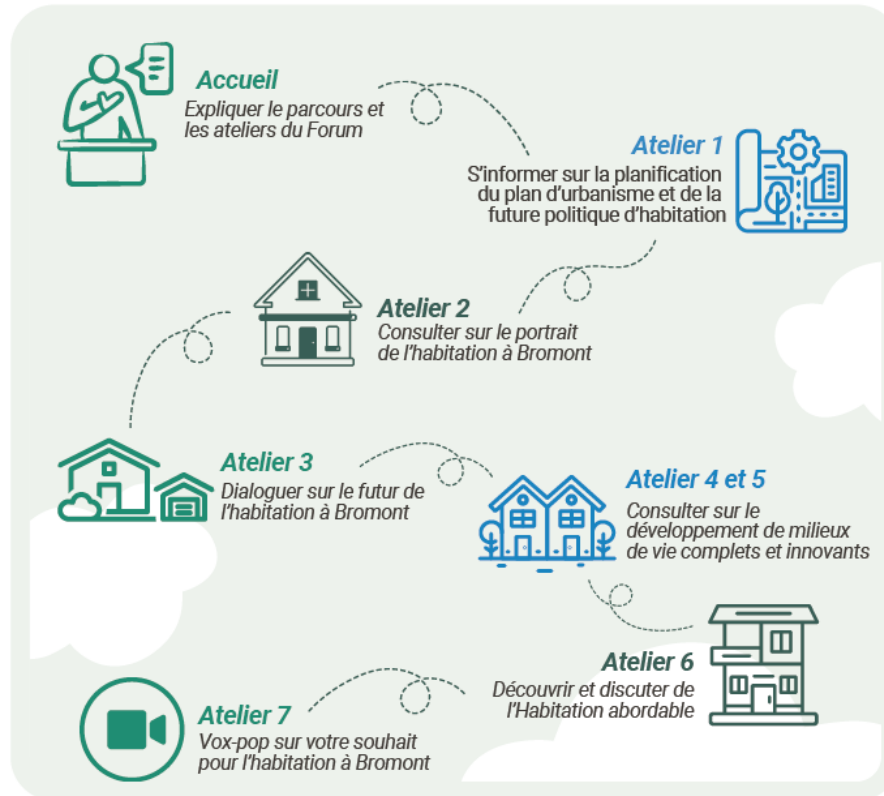 Accueil
Expliquer le parcours et
les ateliers du Forum
Atelier 1
S'informer sur la planification
du plan d'urbanisme et de la
future politique d'habitation
Atelier 2
Consulter sur le portrait
de l'habitation à Bromont
Atelier 3
Dialoguer sur le futur de
l'habitation à Bromont
Atelier 4 et 5
Consulter sur le
développement de milieux
de vie complets et innovants
Atelier 6
Découvrir et discuter de
l'Habitation abordable
Atelier 7
Vox-pop sur votre souhait
pour l'habitation à Bromont